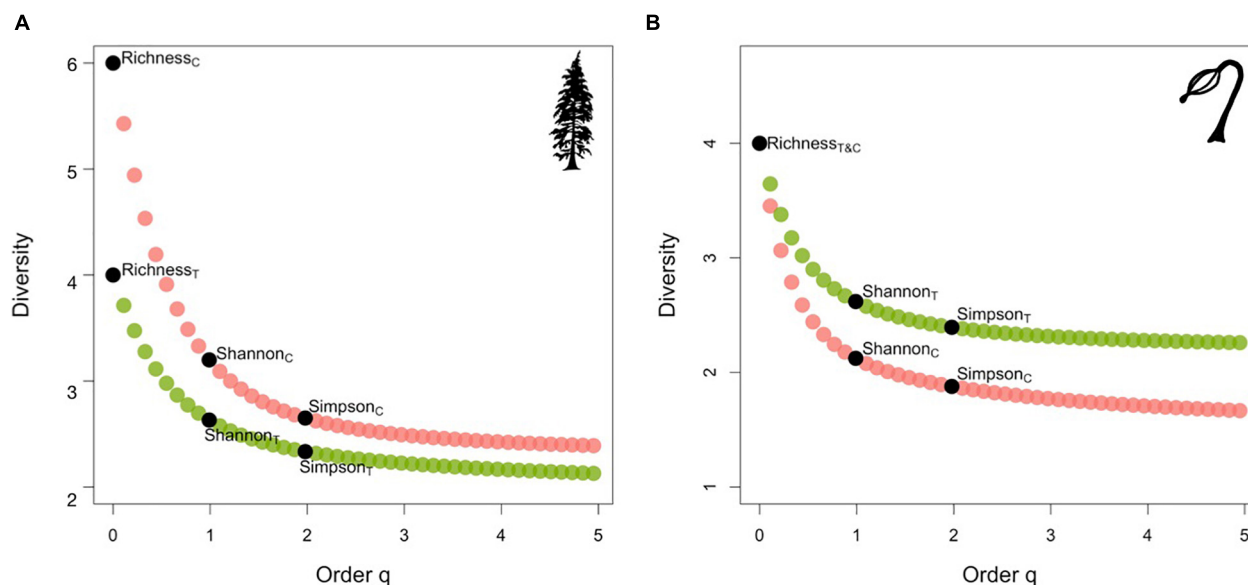 A
Richness_C
Richness_T
Shannon_C
Shannon_T
Simpson_C
Simpson_T
6
5
4
3
2
Diversity
0 1 2 3 4 5
Order q
B
Richness_T&C
Shannon_T
Simpson_T
Shannon_C
Simpson_C
4
3
2
1
Diversity
0 1 2 3 4 5
Order q